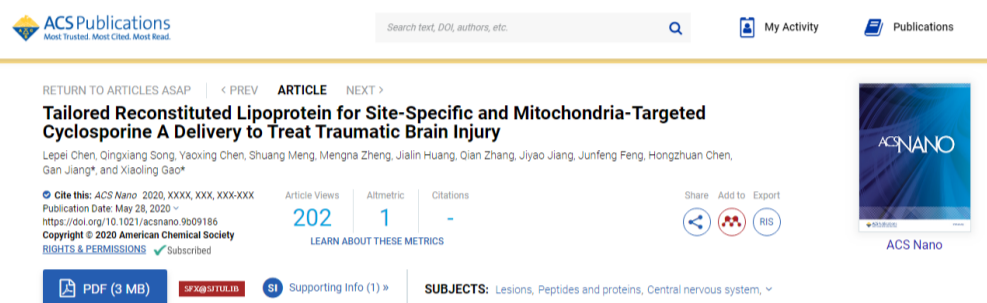 ACS Publications
Most Trusted. Most Cited. Most Read.
Search text, DOI, authors, etc.
My Activity
Publications
RETURN TO ARTICLES ASAP
< PREV
ARTICLE
NEXT >
Tailored Reconstituted Lipoprotein for Site-Specific and Mitochondria-Targeted
Cyclosporine A Delivery to Treat Traumatic Brain Injury
Lepei Chen, Qingxiang Song, Yaoxing Chen, Shuang Meng, Mengna Zheng, Jialin Huang, Qian Zhang, Jiyao Jiang, Junfeng Feng, Hongzhuan Chen,
Gan Jiang*, and Xiaoling Gao*
Cite this: ACS Nano 2020, XXXX, XXX, XXX-XXX
Publication Date: May 28, 2020
https://doi.org/10.1021/acsnano.9b09186
Copyright © 2020 American Chemical Society
RIGHTS & PERMISSIONS
Subscribed
Article Views
202
Altmetric
1
Citations
-
LEARN ABOUT THESE METRICS
Share
Add to
Export
RIS
ACSNANO
ACS Nano
PDF (3 MB)
SFX@SJTULIB
SI
Supporting Info (1) »
SUBJECTS: Lesions, Peptides and proteins, Central nervous system,